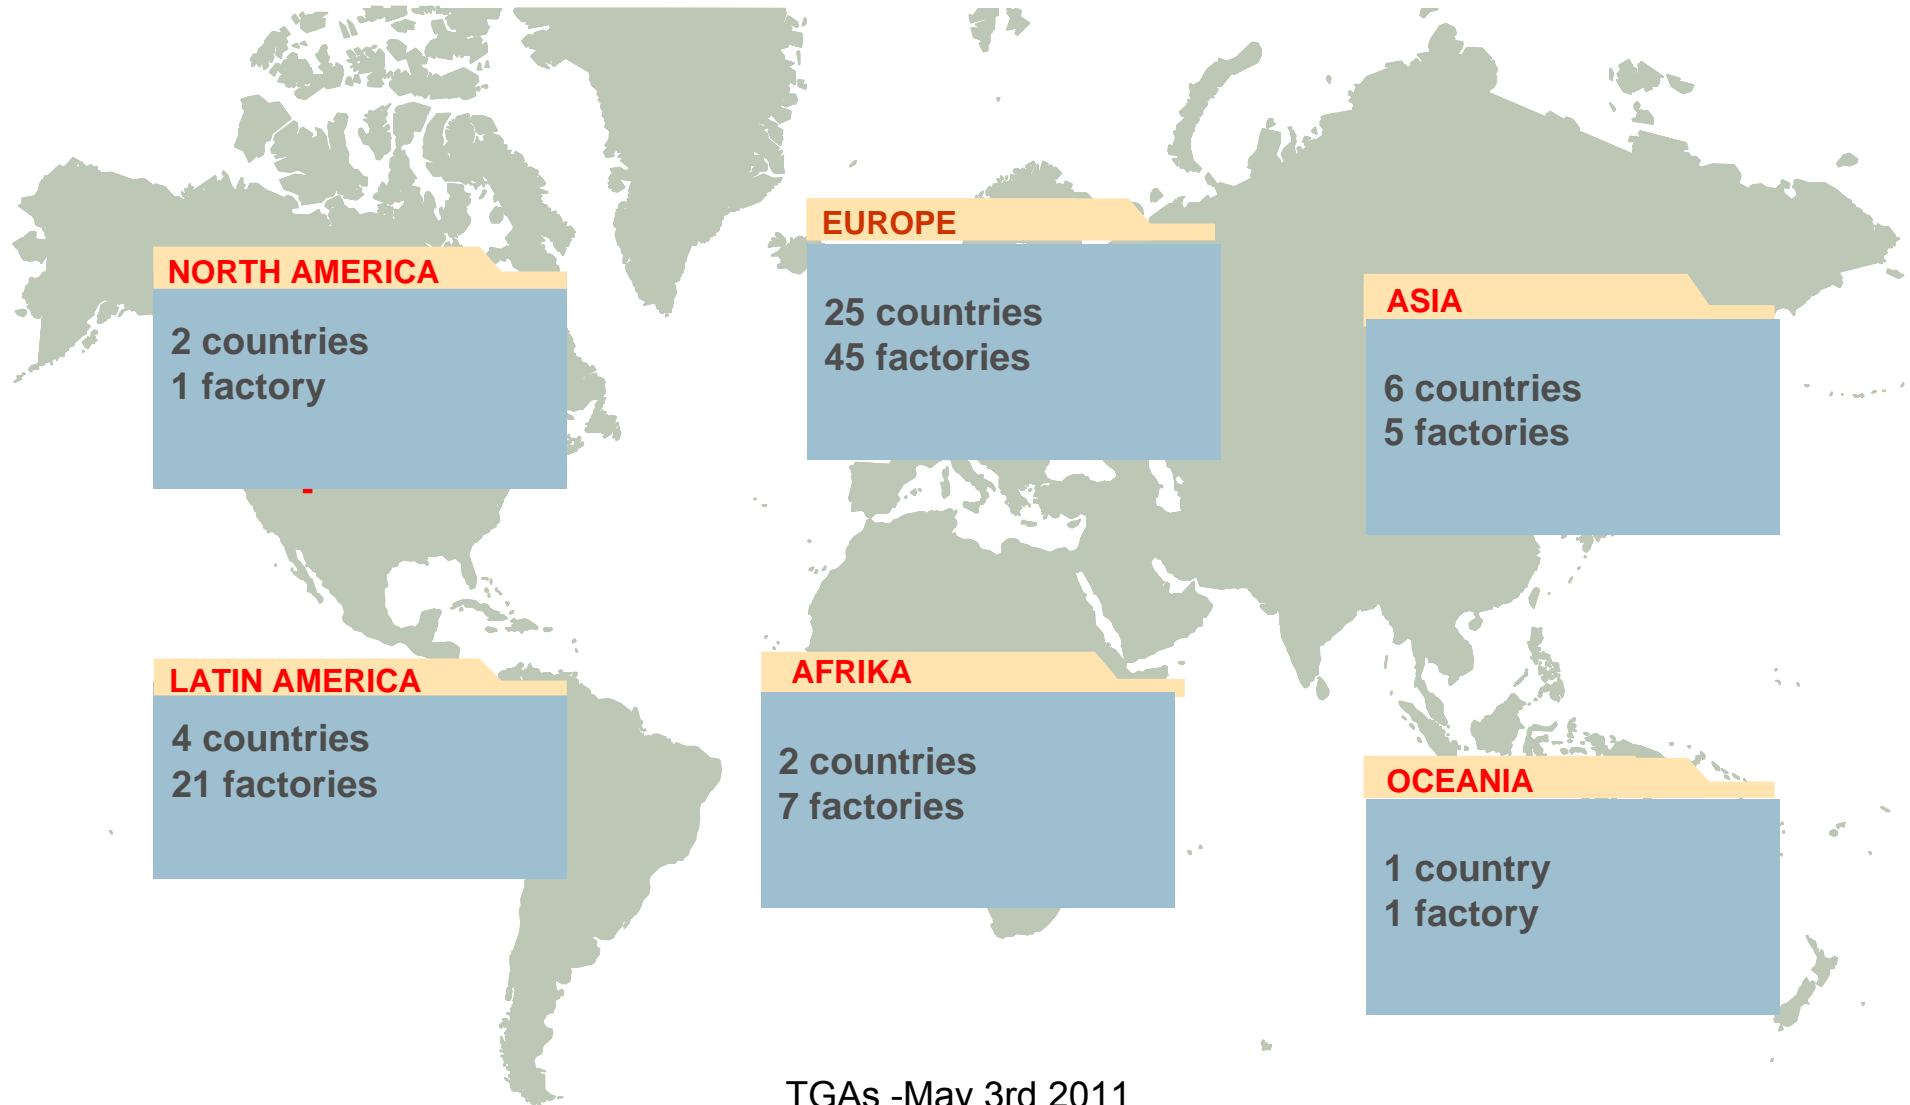 EUROPE
25 countries
45 factories
NORTH AMERICA
2 countries
1 factory
ASIA
6 countries
5 factories
LATIN AMERICA
4 countries
21 factories
AFRIKA
2 countries
7 factories
OCEANIA
1 country
1 factory
TGAs -May 3rd 2011